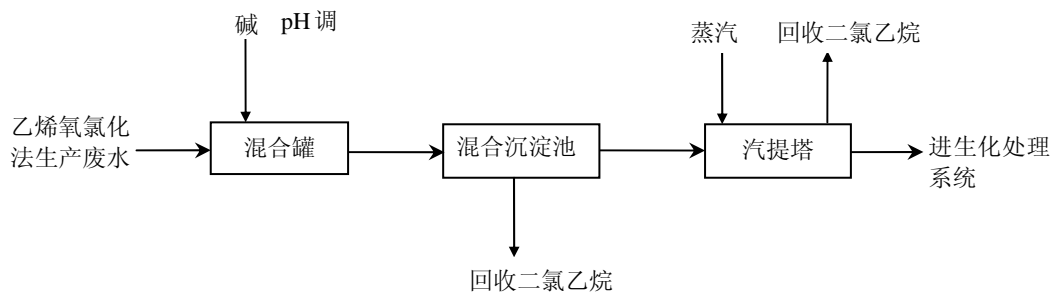 碱 pH调
蒸汽 回收二氯乙烷
乙烯氧氯化
法生产废水
混合罐
混合沉淀池
汽提塔
进生化处理
系统
回收二氯乙烷